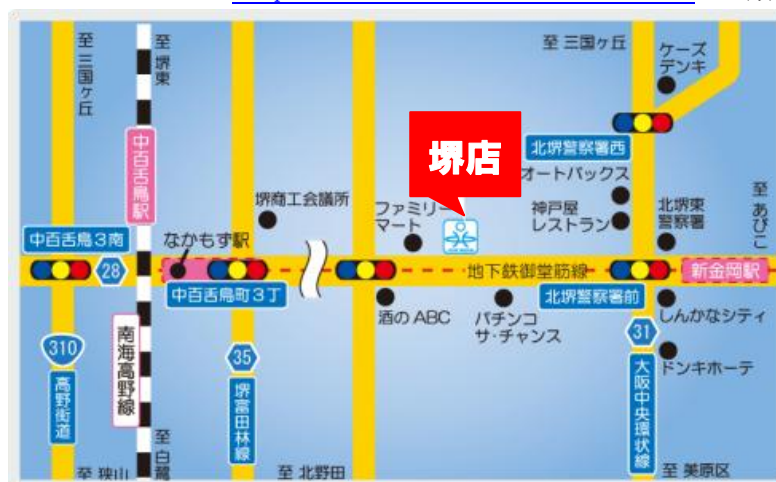 至 三国ヶ丘
至 堺東
至 三国ヶ丘
ケーズ
デンキ
中百舌鳥駅
堺店
北堺警察署西
オートバックス
堺商工会議所
ファミリー
マート
神戸屋
レストラン
北堺東
警察署
至 あびこ
中百舌鳥3南
28
なかもず駅
地下鉄御堂筋線
新金岡駅
中百舌鳥町3丁
北堺警察署前
酒のABC
パチンコ
サ・チャンス
しんかなシティ
310
高野街道
南海高野線
35
堺富田林線
31
大阪中央環状線
ドンキホーテ
至 狭山
至 白鷺
至 北野田
至 美原区